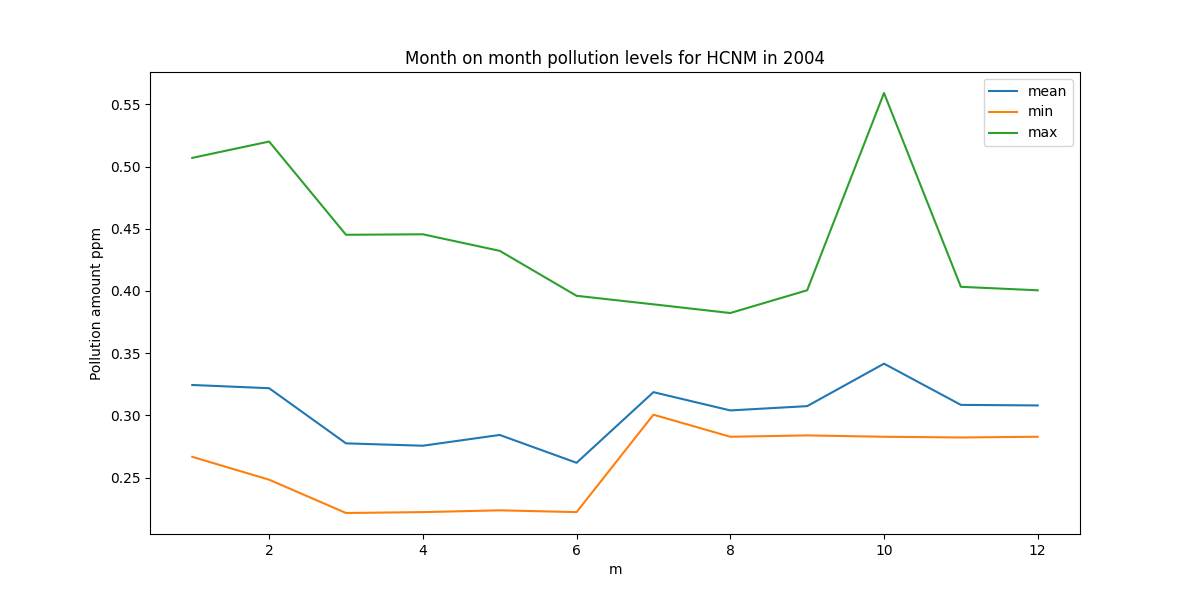 Month on month pollution levels for HCNM in 2004
Pollution amount ppm
0.55
0.50
0.45
0.40
0.35
0.30
0.25
mean
min
max
2 4 6 8 10 12
m